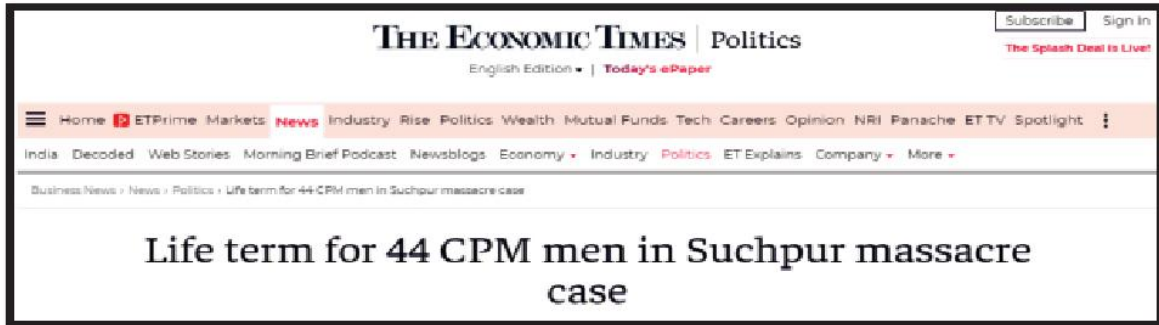 Subscribe Sign In
THE ECONOMIC TIMES | Politics
The Splash Deal is Live!
English Edition | Today's ePaper
Home ETPrime Markets News Industry Rise Politics Wealth Mutual Funds Tech Careers Opinion NRI Panache ET TV Spotlight
India Decoded Web Stories Morning Brief Podcast Newsblogs Economy Industry Politics ET Explains Company More
Business News › News › Politics › Life term for 44 CPM men in Suchpur massacre case
Life term for 44 CPM men in Suchpur massacre
case